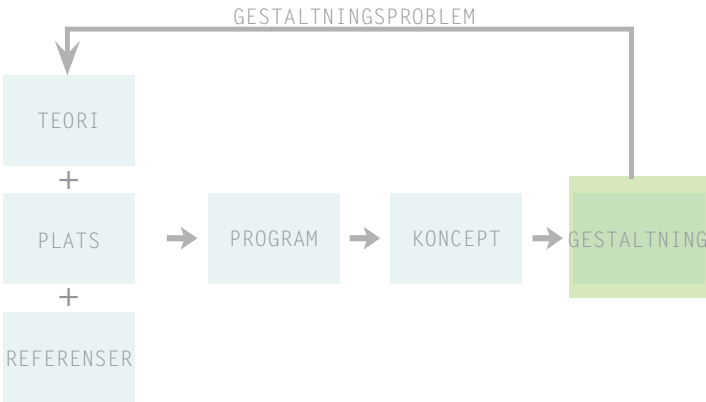 GESTALTNINGSPROBLEM
TEORI
+
PLATS
PROGRAM
KONCEPT
GESTALTNING
+
REFERENSER